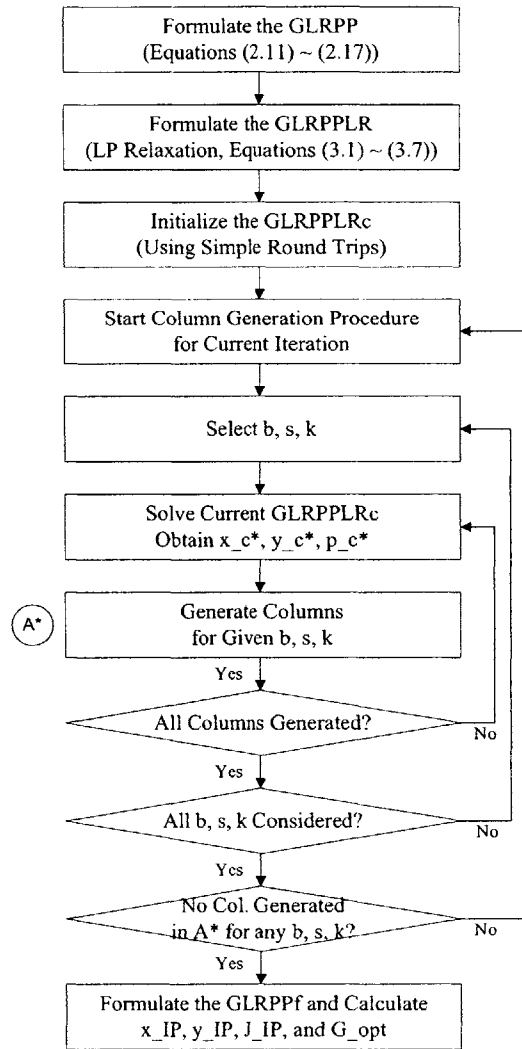 Formulate the GLRPP
(Equations (2.11) ~ (2.17))
Formulate the GLRPPLR
(LP Relaxation, Equations (3.1) ~ (3.7))
Initialize the GLRPPLRc
(Using Simple Round Trips)
Start Column Generation Procedure
for Current Iteration
Select b, s, k
Solve Current GLRPPLRc
Obtain x_c*, y_c*, p_c*
A*
Generate Columns
for Given b, s, k
Yes
All Columns Generated?
No
Yes
All b, s, k Considered?
No
Yes
No Col. Generated
in A* for any b, s, k?
No
Yes
Formulate the GLRPPf and Calculate
x_IP, y_IP, J_IP, and G_opt